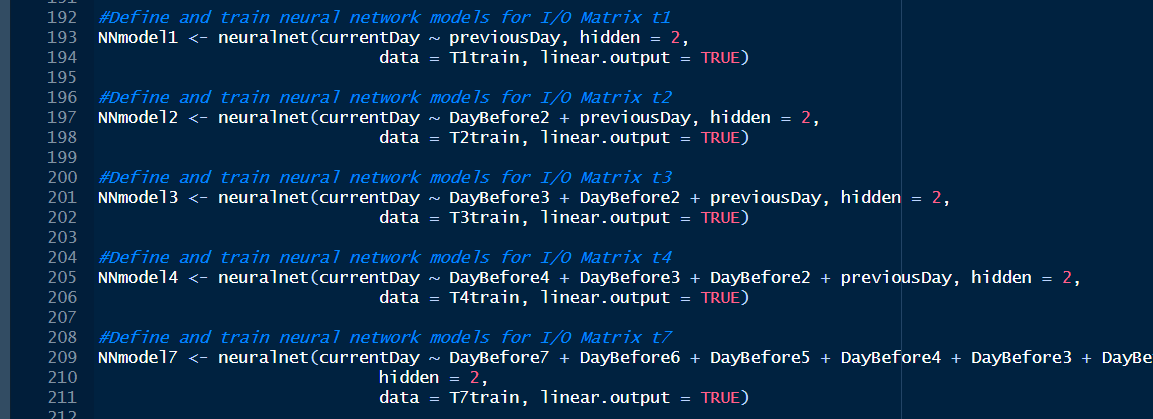 192 #Define and train neural network models for I/O Matrix t1
193 NNmodel1 <- neuralnet(currentDay ~ previousDay, hidden = 2,
194 data = T1train, linear.output = TRUE)
195
196 #Define and train neural network models for I/O Matrix t2
197 NNmodel2 <- neuralnet(currentDay ~ DayBefore2 + previousDay, hidden = 2,
198 data = T2train, linear.output = TRUE)
199
200 #Define and train neural network models for I/O Matrix t3
201 NNmodel3 <- neuralnet(currentDay ~ DayBefore3 + DayBefore2 + previousDay, hidden = 2,
202 data = T3train, linear.output = TRUE)
203
204 #Define and train neural network models for I/O Matrix t4
205 NNmodel4 <- neuralnet(currentDay ~ DayBefore4 + DayBefore3 + DayBefore2 + previousDay, hidden = 2,
206 data = T4train, linear.output = TRUE)
207
208 #Define and train neural network models for I/O Matrix t7
209 NNmodel7 <- neuralnet(currentDay ~ DayBefore7 + DayBefore6 + DayBefore5 + DayBefore4 + DayBefore3 + DayBe
210 hidden = 2,
211 data = T7train, linear.output = TRUE)